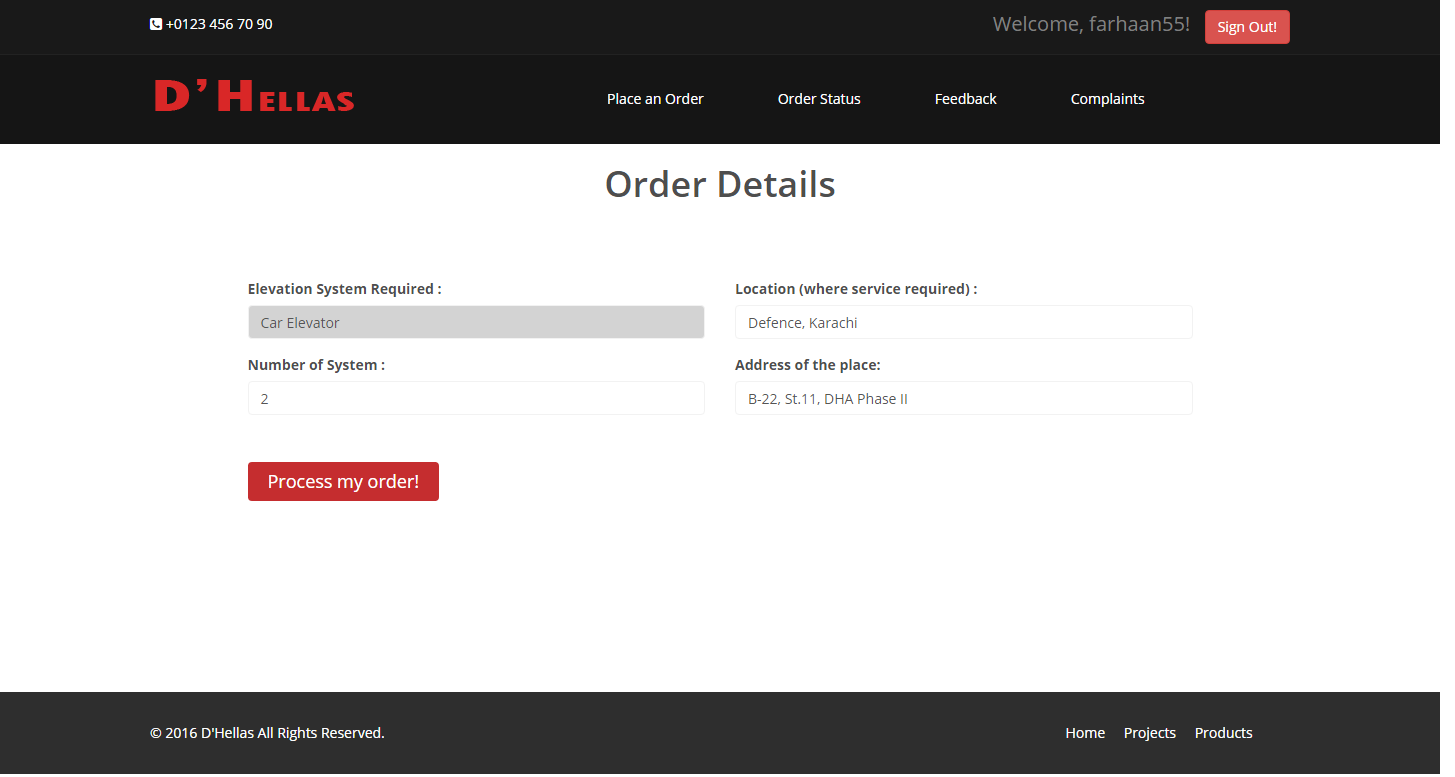 +0123 456 70 90
Welcome, farhaan55!
Sign Out!
D'HELLAS
Place an Order
Order Status
Feedback
Complaints
Order Details
Elevation System Required :
Car Elevator
Location (where service required) :
Defence, Karachi
Number of System :
2
Address of the place:
B-22, St.11, DHA Phase II
Process my order!
© 2016 D'Hellas All Rights Reserved.
Home
Projects
Products